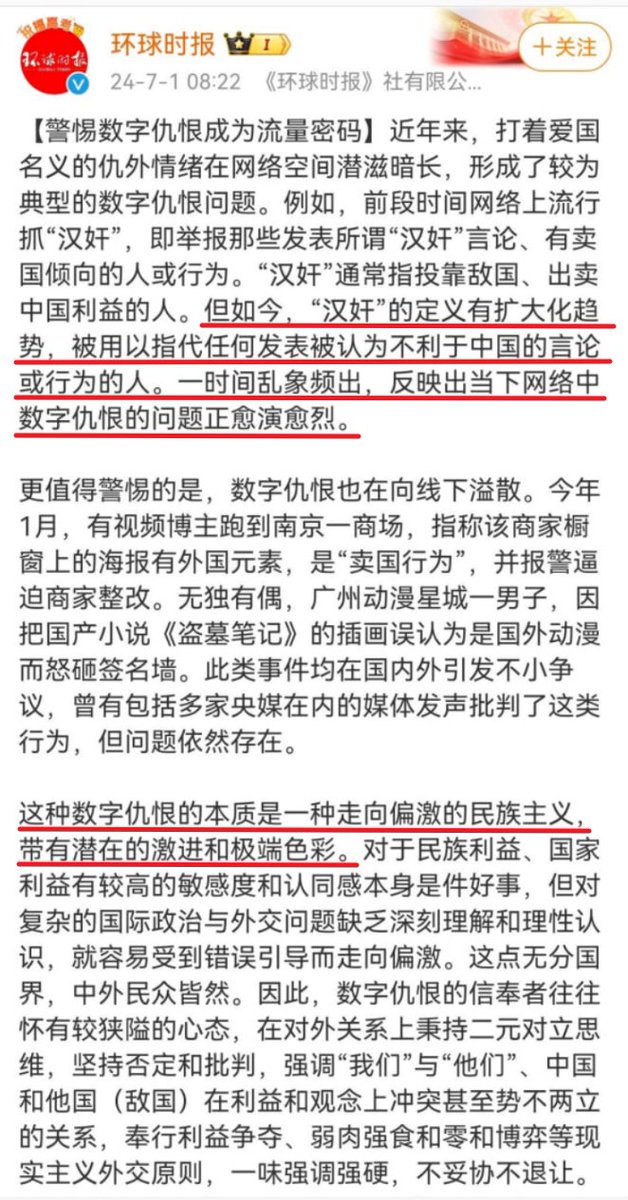 祝福高考
环球时报
GLOBAL TIMES
环球时报 I
24-7-1 08:22 《环球时报》社有限公...
+关注
【警惕数字仇恨成为流量密码】近年来，打着爱国
名义的仇外情绪在网络空间潜滋暗长，形成了较为
典型的数字仇恨问题。例如，前段时间网络上流行
抓“汉奸”，即举报那些发表所谓“汉奸”言论、有卖
国倾向的人或行为。“汉奸”通常指投靠敌国、出卖
中国利益的人。但如今，“汉奸”的定义有扩大化趋
势，被用以指代任何发表被认为不利于中国的言论
或行为的人。一时间乱象频出，反映出当下网络中
数字仇恨的问题正愈演愈烈。
更值得警惕的是，数字仇恨也在向线下溢散。今年
1月，有视频博主跑到南京一商场，指称该商家橱
窗上的海报有外国元素，是“卖国行为”，并报警逼
迫商家整改。无独有偶，广州动漫星城一男子，因
把国产小说《盗墓笔记》的插画误认为是国外动漫
而怒砸签名墙。此类事件均在国内外引发不小争
议，曾有包括多家央媒在内的媒体发声批判了这类
行为，但问题依然存在。
这种数字仇恨的本质是一种走向偏激的民族主义，
带有潜在的激进和极端色彩。对于民族利益、国家
利益有较高的敏感度和认同感本身是件好事，但对
复杂的国际政治与外交问题缺乏深刻理解和理性认
识，就容易受到错误引导而走向偏激。这点无分国
界，中外民众皆然。因此，数字仇恨的信奉者往往
怀有较狭隘的心态，在对外关系上秉持二元对立思
维，坚持否定和批判，强调“我们”与“他们”、中国
和他国（敌国）在利益和观念上冲突甚至势不两立
的关系，奉行利益争夺、弱肉强食和零和博弈等现
实主义外交原则，一味强调强硬，不妥协不退让。